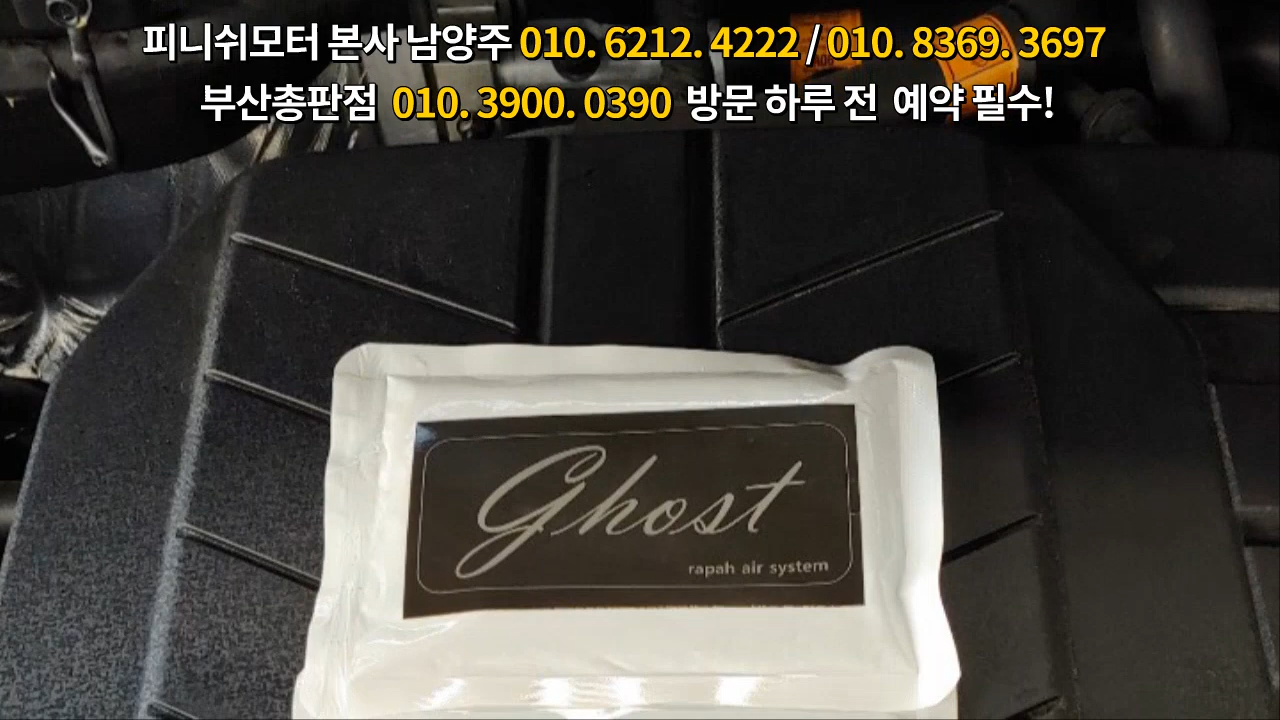 피니쉬모터 본사 남양주 010. 6212. 4222 / 010. 8369. 3697
부산총판점 010. 3900. 0390 방문 하루 전 예약 필수!
Ghost
rapah air system